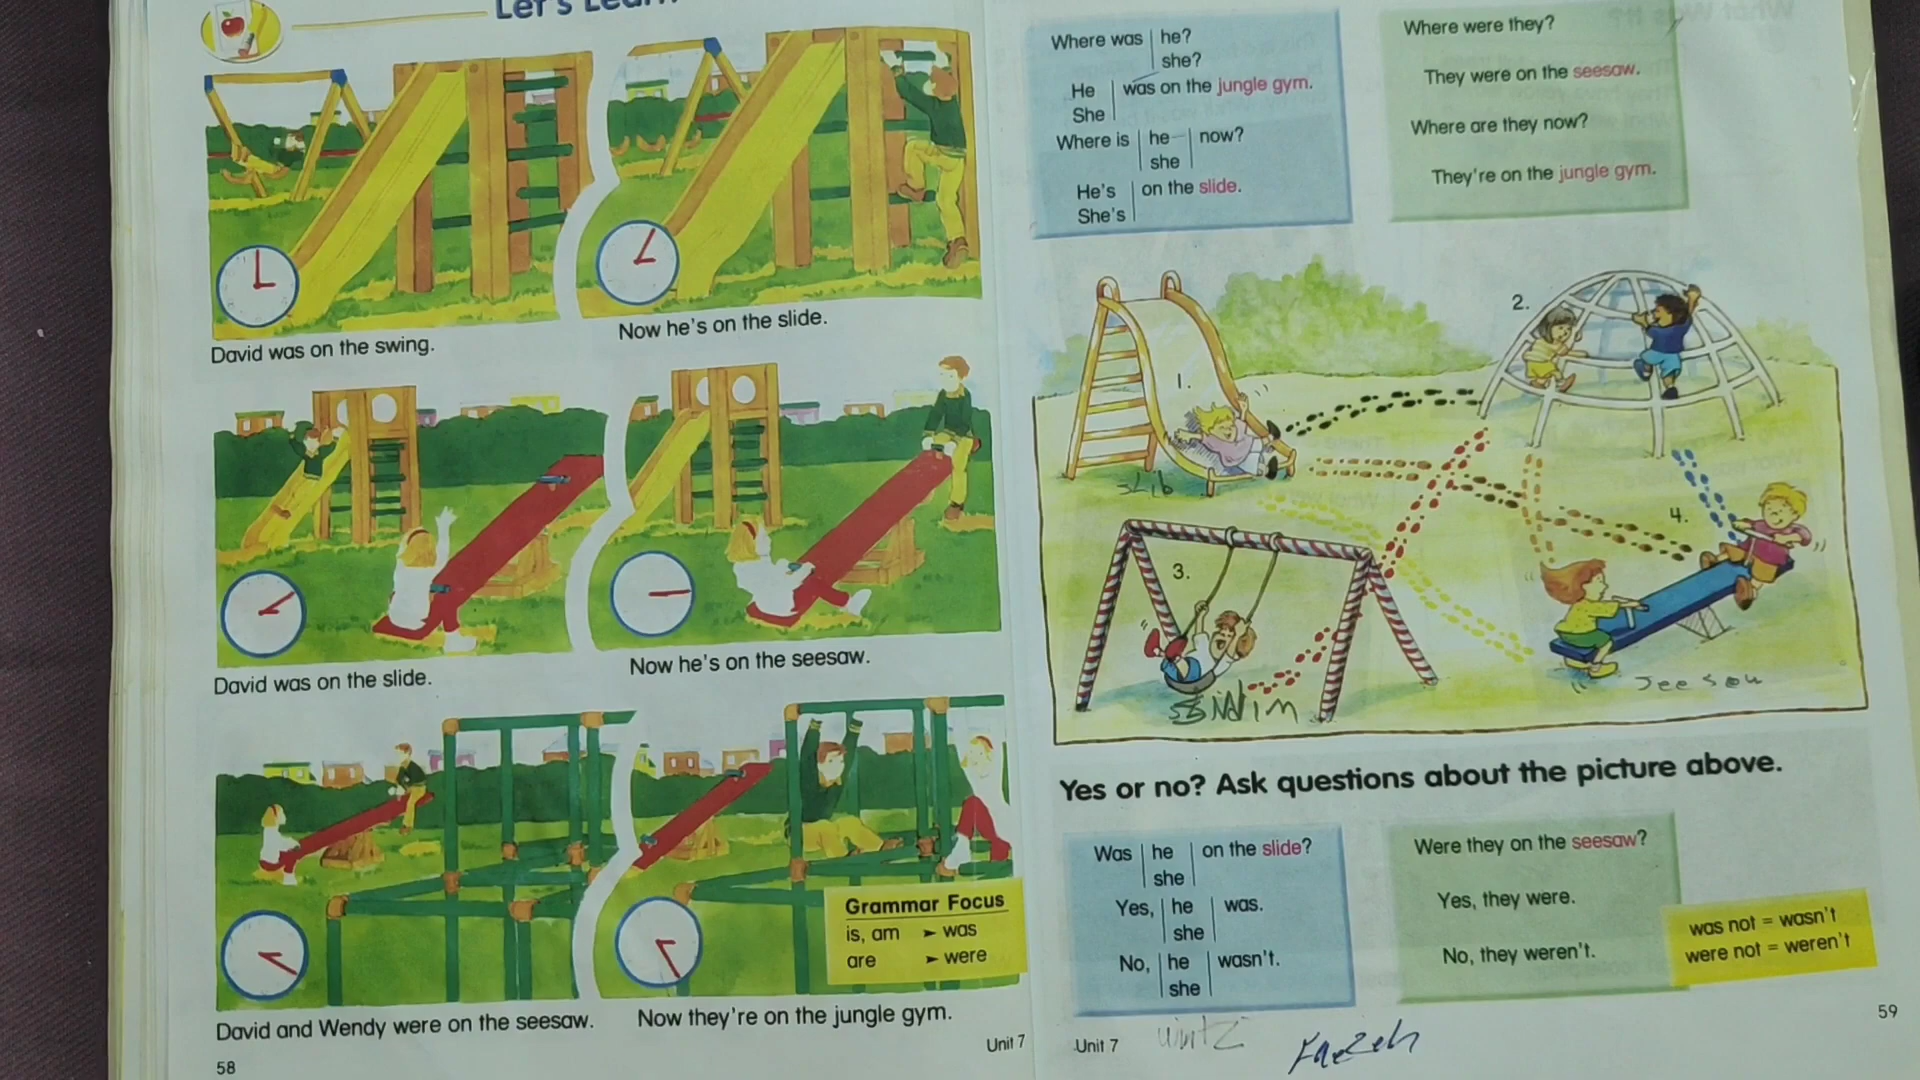 Let's Learn
David was on the swing.
Now he's on the slide.
David was on the slide.
Now he's on the seesaw.
Grammar Focus
is, am ➤ was
are ➤ were
David and Wendy were on the seesaw.
Now they're on the jungle gym.
58
Unit 7
Where was he?
she?
He was on the jungle gym.
She
Where is he now?
she
He's on the slide.
She's
Where were they?
They were on the seesaw.
Where are they now?
They're on the jungle gym.
1.
2.
3.
4.
Yes or no? Ask questions about the picture above.
Was he on the slide?
she
Yes, he was.
she
No, he wasn't.
she
Were they on the seesaw?
Yes, they were.
No, they weren't.
was not = wasn't
were not = weren't
Unit 7
59